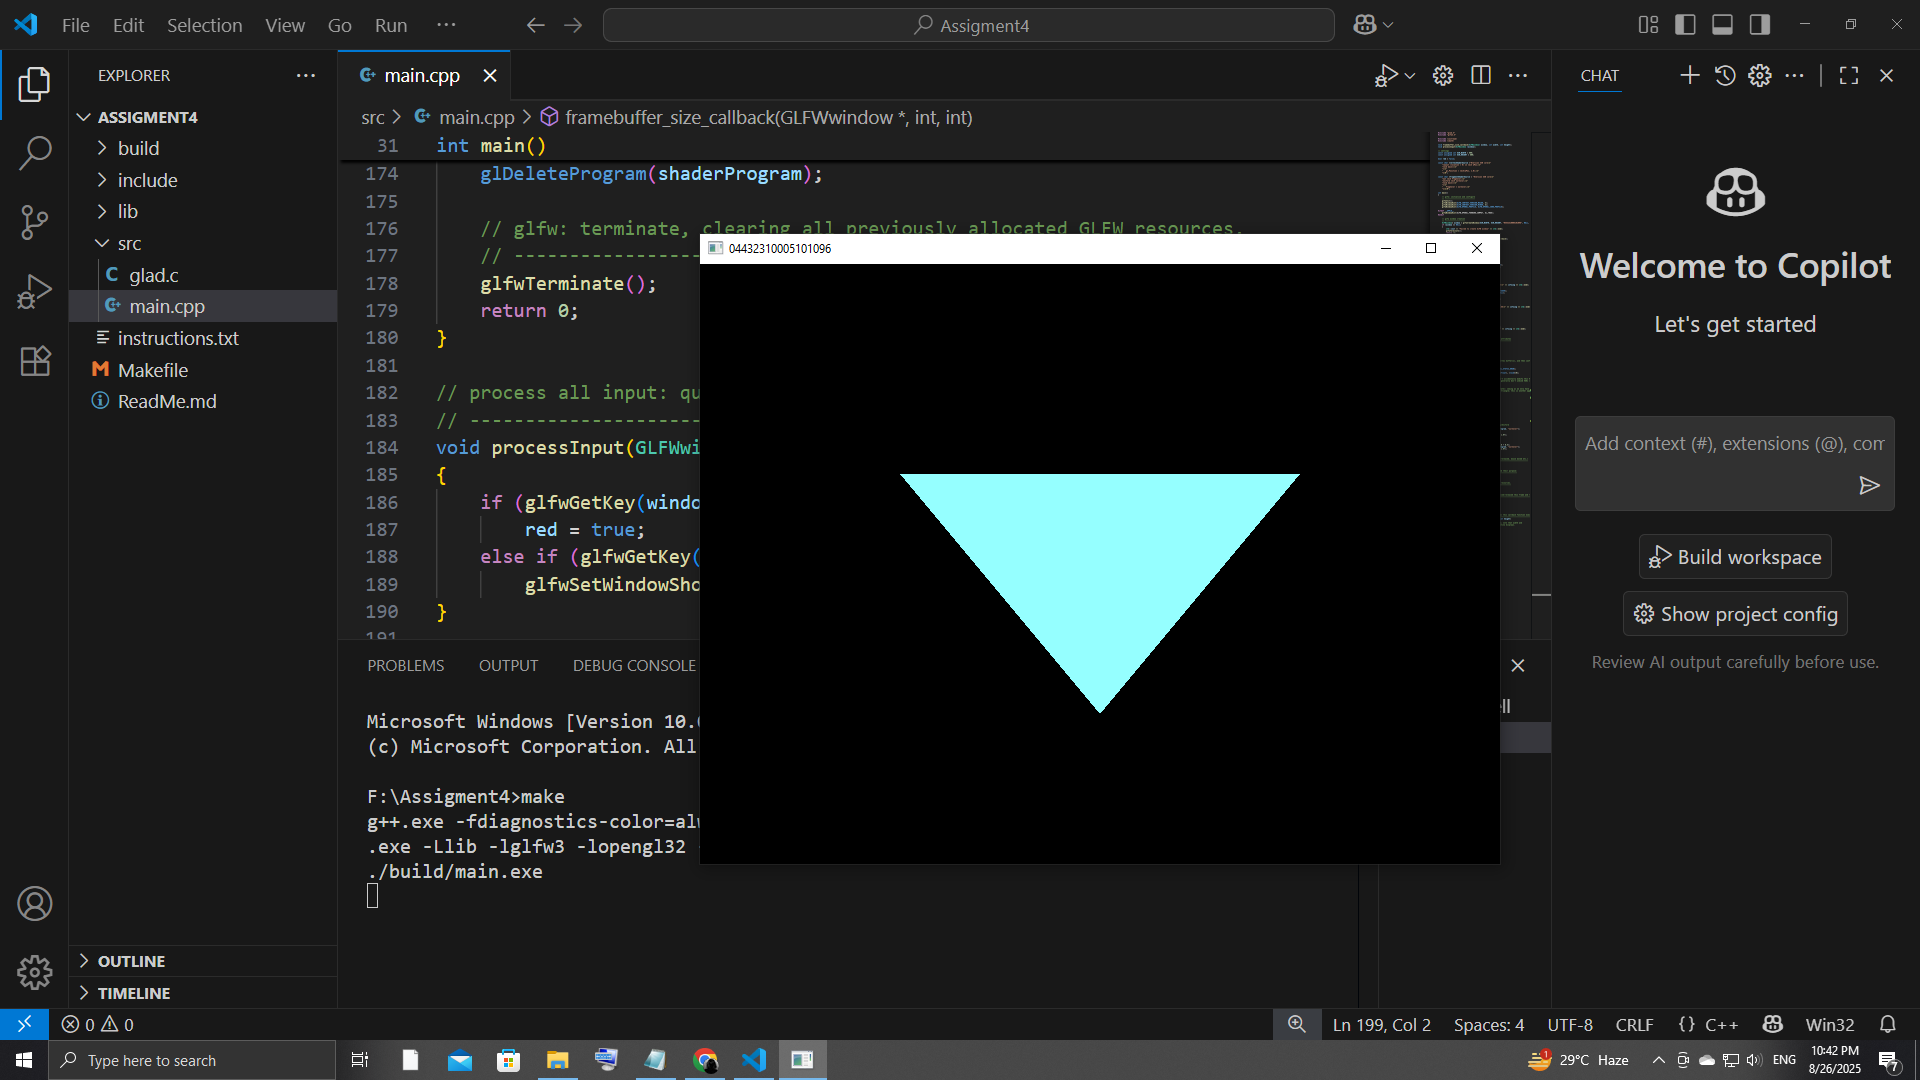 File Edit Selection View Go Run ···
Assigment4
EXPLORER
ASSIGMENT4
build
include
lib
src
glad.c
main.cpp
instructions.txt
Makefile
ReadMe.md
OUTLINE
TIMELINE
main.cpp
src > main.cpp > framebuffer_size_callback(GLFWwindow *, int, int)
31 int main()
174 glDeleteProgram(shaderProgram);
175
176 // glfw: terminate, clearing all previously allocated GLFW resources.
177 // -----------------
178 glfwTerminate();
179 return 0;
180 }
181
182 // process all input: qu
183 // ---------------------
184 void processInput(GLFWwi
185 {
186 if (glfwGetKey(windo
187 red = true;
188 else if (glfwGetKey(
189 glfwSetWindowSho
190 }
191
04432310005101096
PROBLEMS OUTPUT DEBUG CONSOLE
Microsoft Windows [Version 10.
(c) Microsoft Corporation. All
F:\Assigment4>make
g++.exe -fdiagnostics-color=alw
.exe -Llib -lglfw3 -lopengl32
./build/main.exe
ll
CHAT
Welcome to Copilot
Let's get started
Add context (#), extensions (@), com
Build workspace
Show project config
Review AI output carefully before use.
0 0
Ln 199, Col 2 Spaces: 4 UTF-8 CRLF {} C++ Win32
Type here to search
1
29°C Haze
ENG
10:42 PM
8/26/2025
7